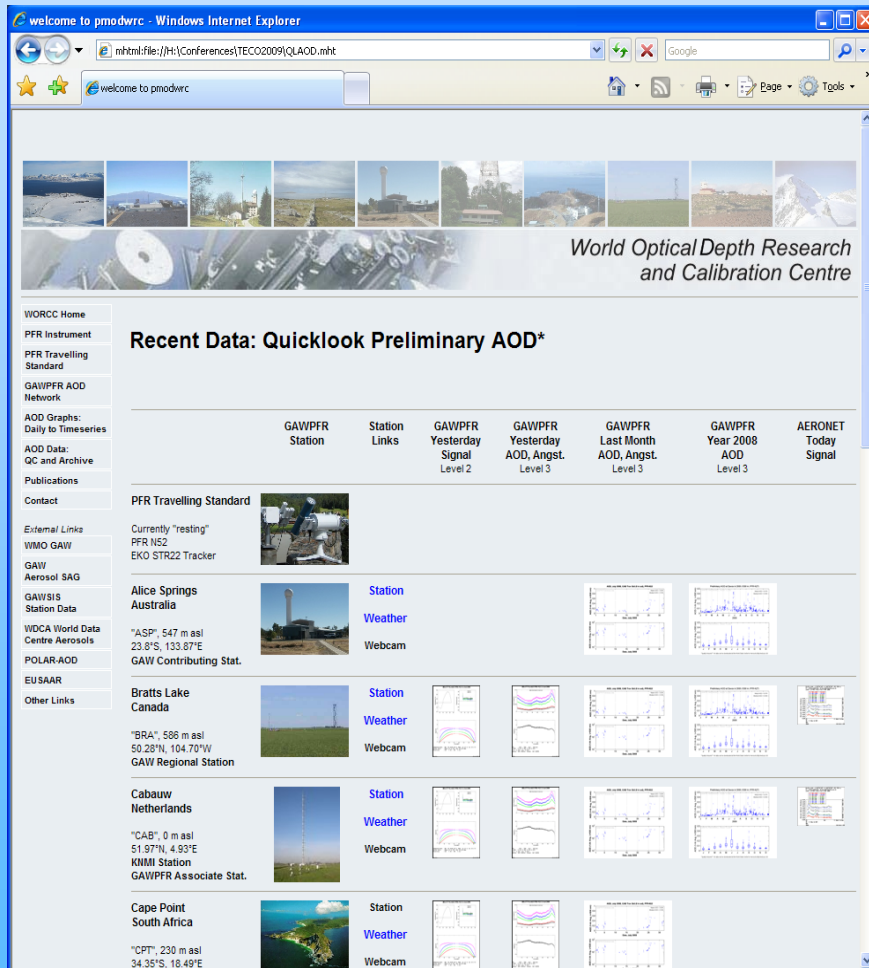 welcome to pmodwrc - Windows Internet Explorer
mhtml:file://H:\Conferences\TECO2009\QLAOD.mht
Google
welcome to pmodwrc
Page
Tools
World Optical Depth Research
and Calibration Centre
WORCC Home
PFR Instrument
PFR Travelling
Standard
GAWPFR AOD
Network
AOD Graphs:
Daily to Timeseries
AOD Data:
QC and Archive
Publications
Contact
External Links
WMO GAW
GAW
Aerosol SAG
GAWSIS
Station Data
WDCA World Data
Centre Aerosols
POLAR-AOD
EUSAAR
Other Links
Recent Data: Quicklook Preliminary AOD*
GAWPFR
Station
Station
Links
GAWPFR
Yesterday
Signal
Level 2
GAWPFR
Yesterday
AOD, Angst.
Level 3
GAWPFR
Last Month
AOD, Angst.
Level 3
GAWPFR
Year 2008
AOD
Level 3
AERONET
Today
Signal
PFR Travelling Standard
Currently "resting"
PFR N52
EKO STR22 Tracker
Alice Springs
Australia
"ASP", 547 m asl
23.8°S, 133.87°E
GAW Contributing Stat.
Station
Weather
Webcam
Bratts Lake
Canada
"BRA", 586 m asl
50.28°N, 104.70°W
GAW Regional Station
Station
Weather
Webcam
Cabauw
Netherlands
"CAB", 0 m asl
51.97°N, 4.93°E
KNMI Station
GAWPFR Associate Stat.
Station
Weather
Webcam
Cape Point
South Africa
"CPT", 230 m asl
34.35°S, 18.49°E
Station
Weather
Webcam